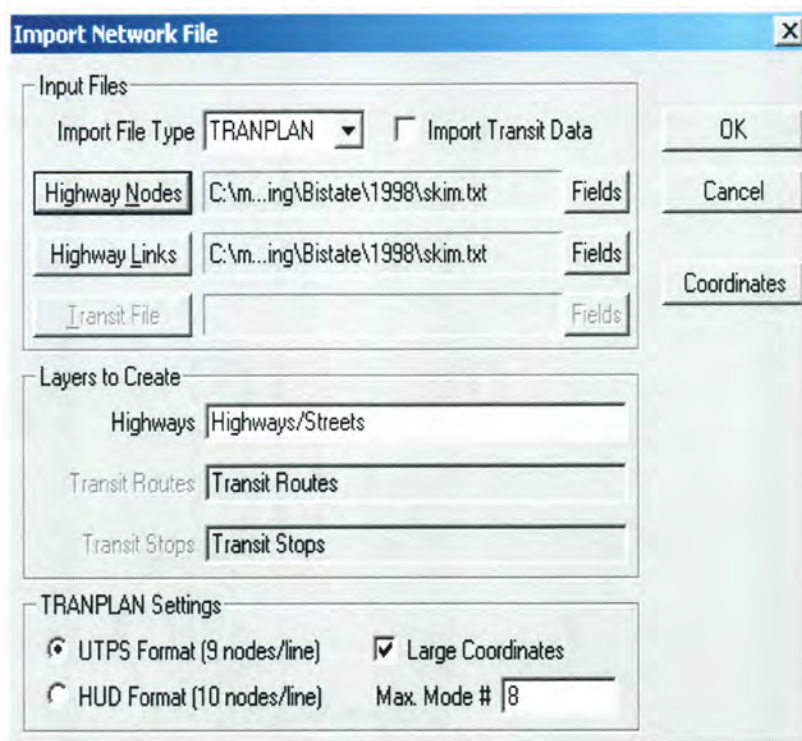 Import Network File
Input Files
Import File Type TRANPLAN Import Transit Data
OK
Highway Nodes C:\m...ing\Bistate\1998\skim.txt Fields
Cancel
Highway Links C:\m...ing\Bistate\1998\skim.txt Fields
Coordinates
Transit File Fields
Layers to Create
Highways Highways/Streets
Transit Routes Transit Routes
Transit Stops Transit Stops
TRANPLAN Settings
UTPS Format (9 nodes/line) Large Coordinates
HUD Format (10 nodes/line) Max. Mode # 8